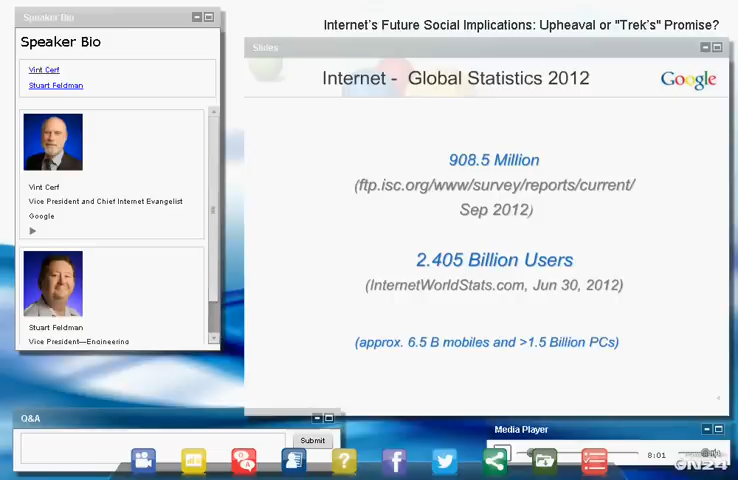 Internet's Future Social Implications: Upheaval or "Trek's" Promise?
Speaker Bio
Speaker Bio
Vint Cerf
Stuart Feldman
Vint Cerf
Vice President and Chief Internet Evangelist
Google
Stuart Feldman
Vice President—Engineering
Slides
Internet - Global Statistics 2012
Google
908.5 Million
(ftp.isc.org/www/survey/reports/current/
Sep 2012)
2.405 Billion Users
(InternetWorldStats.com, Jun 30, 2012)
(approx. 6.5 B mobiles and >1.5 Billion PCs)
Q&A
Submit
Media Player
8:01
ON24